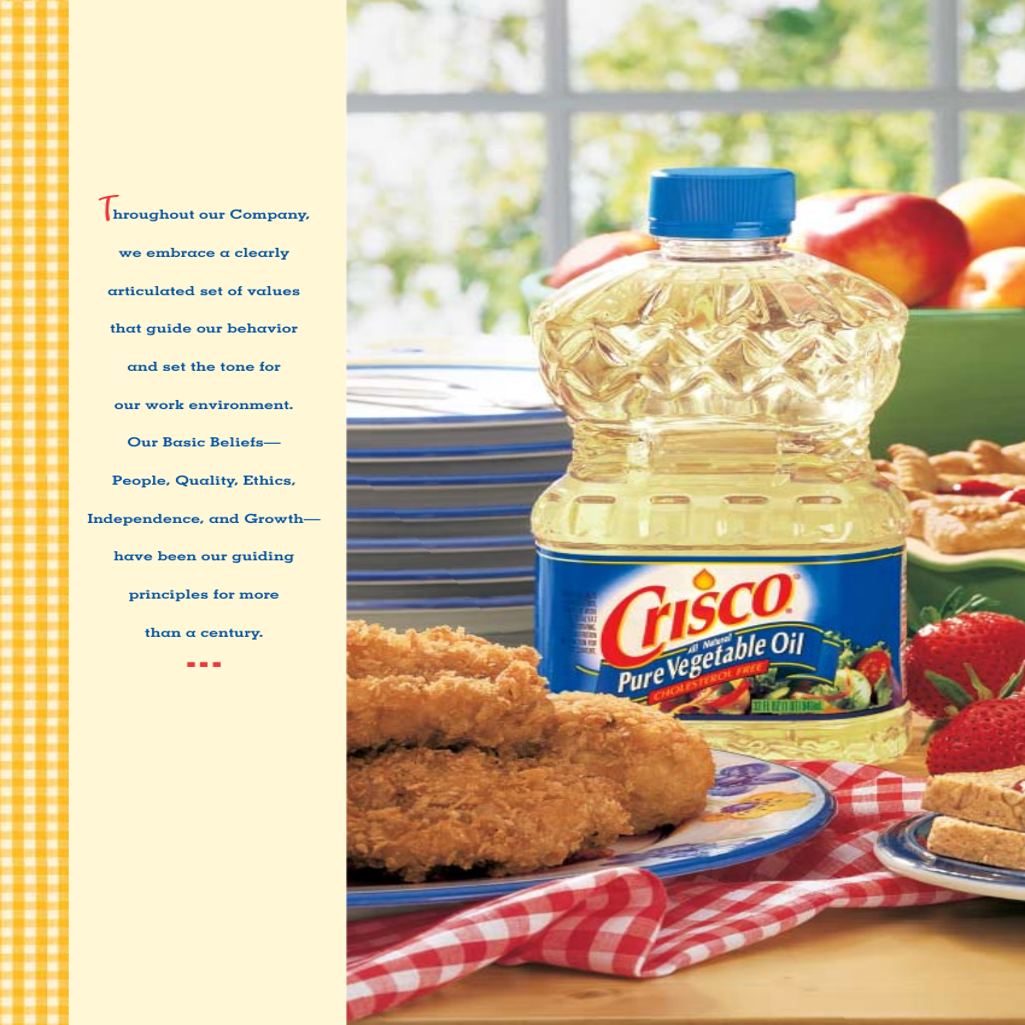 Throughout our Company,
we embrace a clearly
articulated set of values
that guide our behavior
and set the tone for
our work environment.
Our Basic Beliefs—
People, Quality, Ethics,
Independence, and Growth—
have been our guiding
principles for more
than a century.
Crisco®
All Natural
Pure Vegetable Oil
CHOLESTEROL FREE